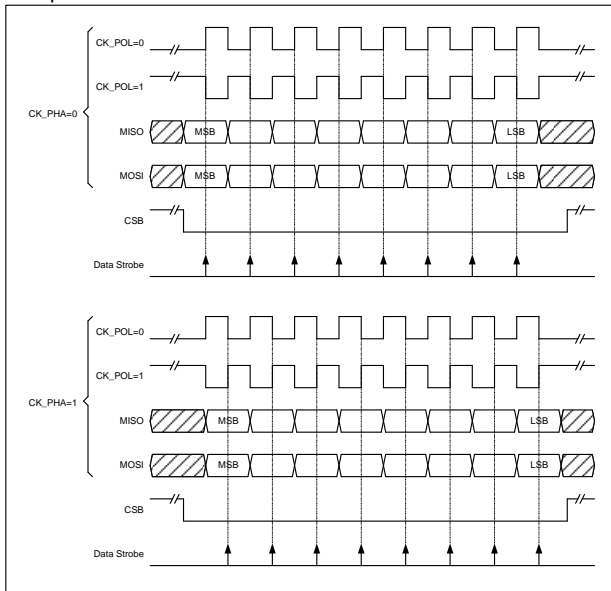 CK_POL=0
CK_POL=1
CK_PHA=0
MISO MSB LSB
MOSI MSB LSB
CSB
Data Strobe
CK_POL=0
CK_POL=1
CK_PHA=1
MISO MSB LSB
MOSI MSB LSB
CSB
Data Strobe